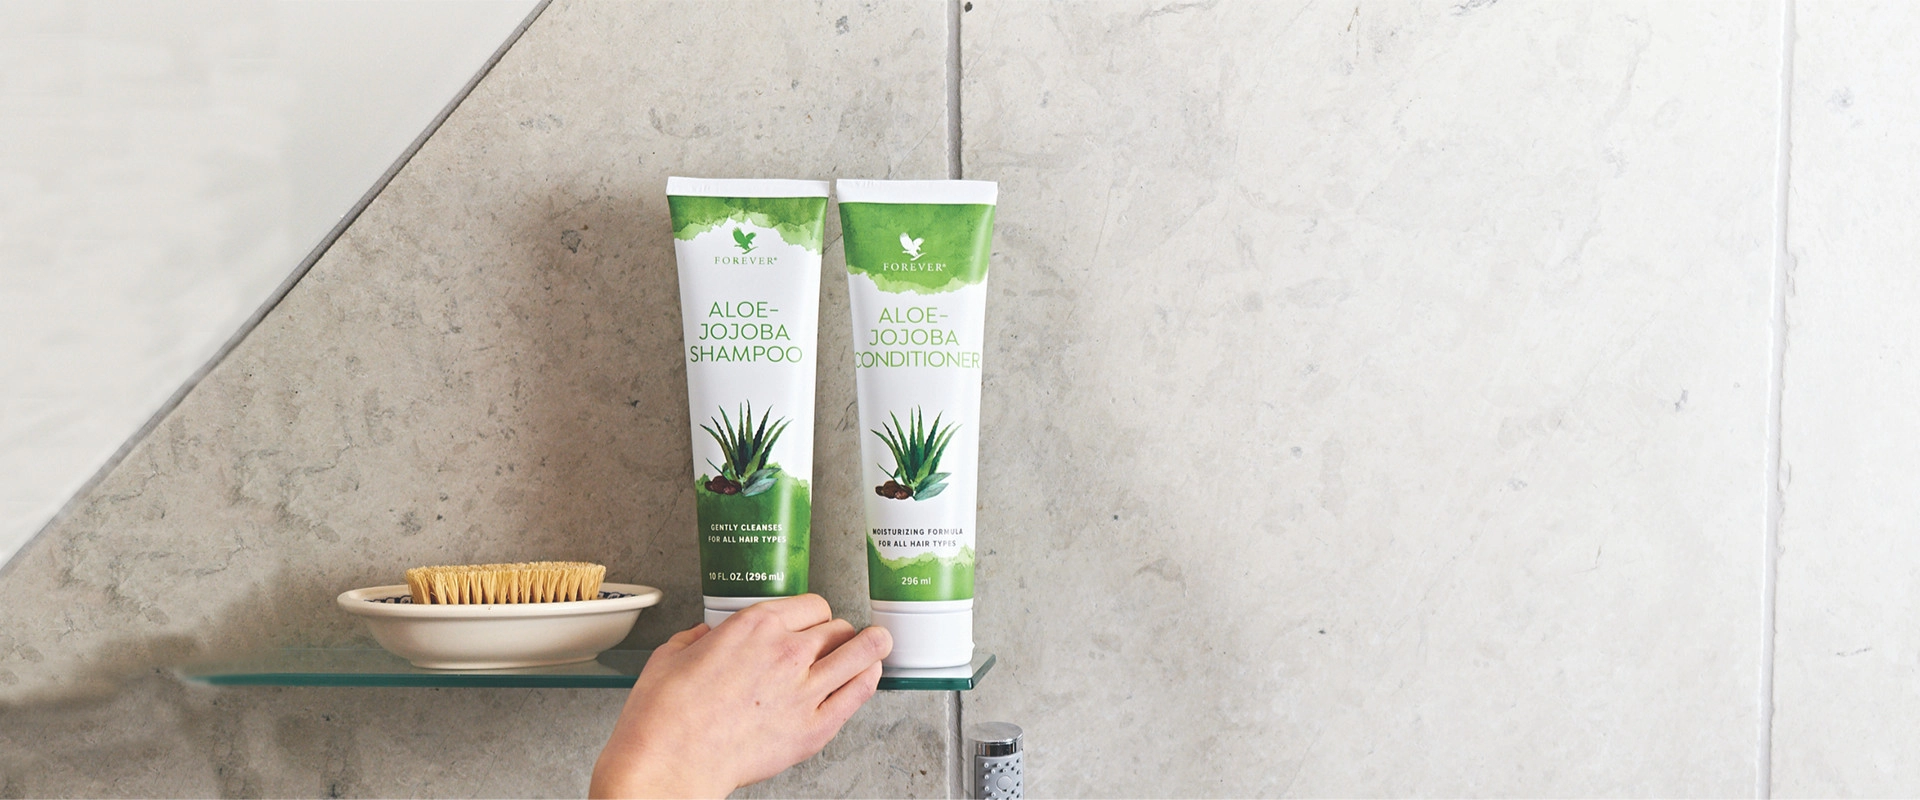 FOREVER®
ALOE-
JOJOBA
SHAMPOO
GENTLY CLEANSES
FOR ALL HAIR TYPES
10 FL. OZ. (296 mL)
FOREVER®
ALOE-
JOJOBA
CONDITIONER
MOISTURIZING FORMULA
FOR ALL HAIR TYPES
296 ml